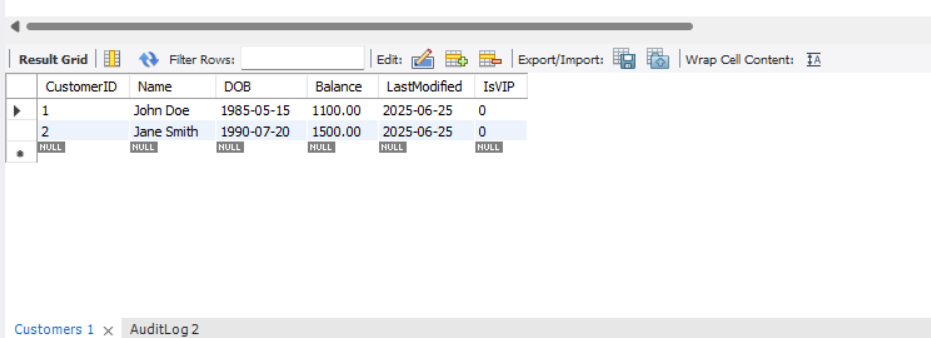 Result Grid Filter Rows: Edit: Export/Import: Wrap Cell Content: IA
CustomerID Name DOB Balance LastModified IsVIP
1 John Doe 1985-05-15 1100.00 2025-06-25 0
2 Jane Smith 1990-07-20 1500.00 2025-06-25 0
NULL NULL NULL NULL NULL NULL
Customers 1 AuditLog 2